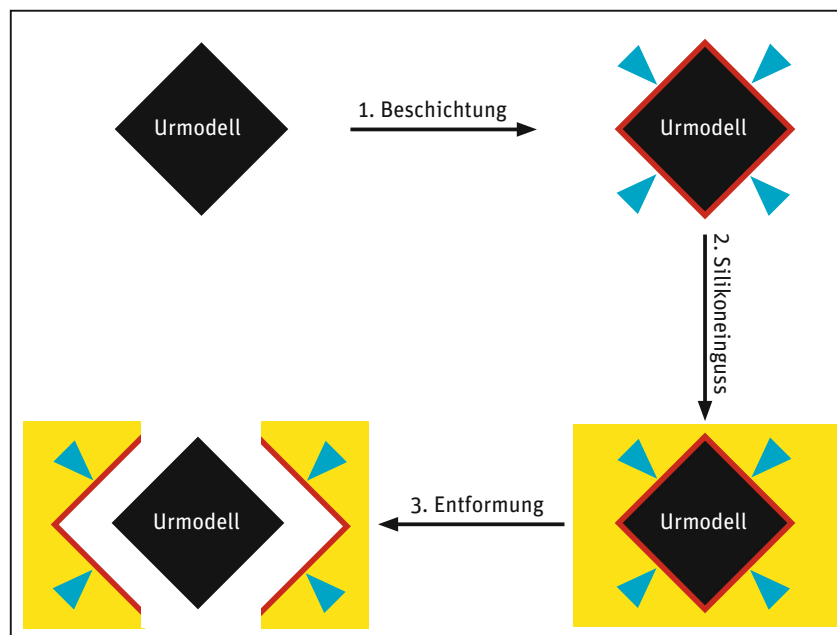 Urmodell
1. Beschichtung
Urmodell
2. Silikoneinguss
Urmodell
3. Entformung
Urmodell